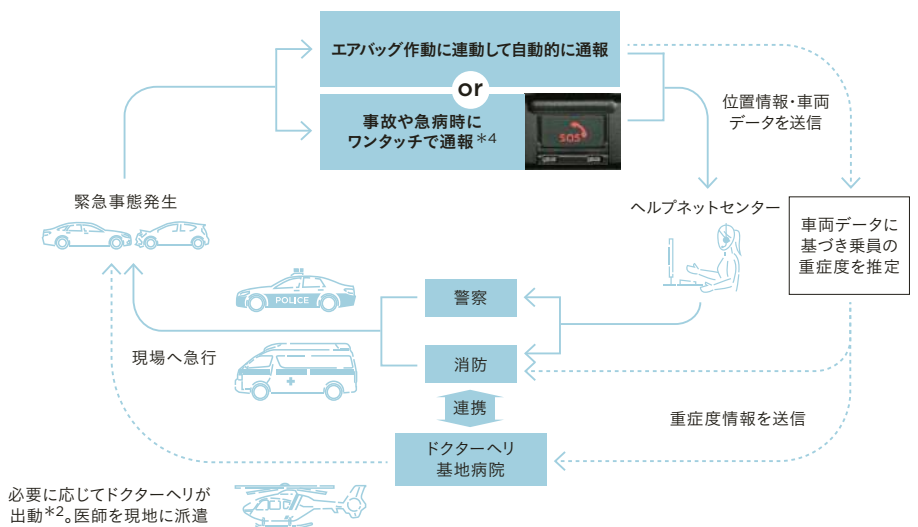 エアバッグ作動に連動して自動的に通報
or
事故や急病時に
ワンタッチで通報*4
SOS
位置情報・車両
データを送信
緊急事態発生
ヘルプネットセンター
車両データに
基づき乗員の
重症度を推定
POLICE
警察
現場へ急行
消防
連携
重症度情報を送信
ドクターヘリ
基地病院
必要に応じてドクターヘリが
出動*2。医師を現地に派遣